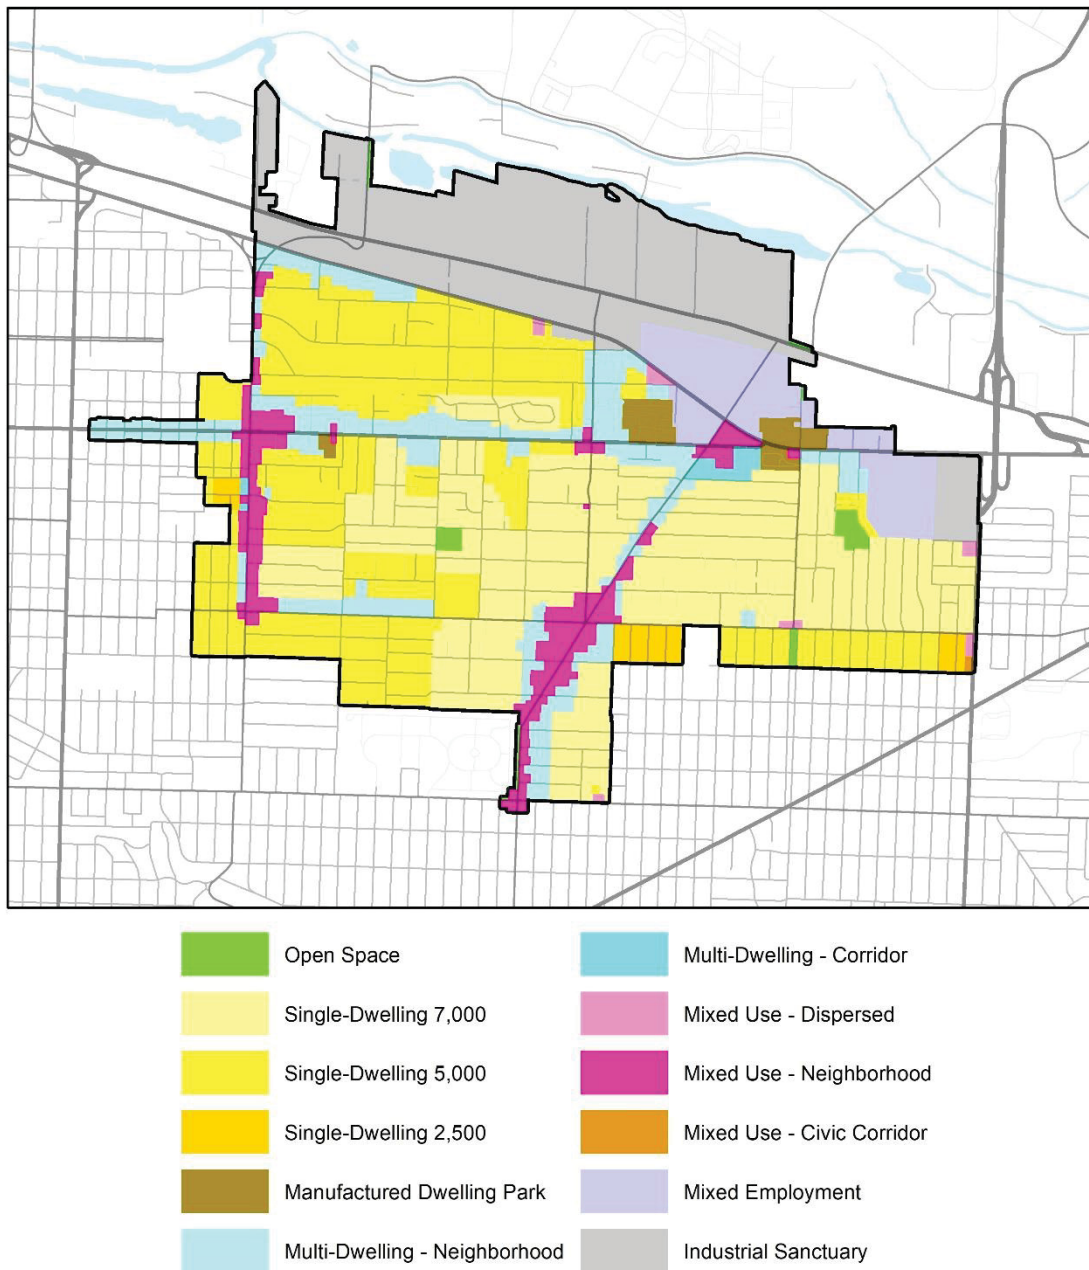 Open Space
Single-Dwelling 7,000
Single-Dwelling 5,000
Single-Dwelling 2,500
Manufactured Dwelling Park
Multi-Dwelling - Neighborhood
Multi-Dwelling - Corridor
Mixed Use - Dispersed
Mixed Use - Neighborhood
Mixed Use - Civic Corridor
Mixed Employment
Industrial Sanctuary